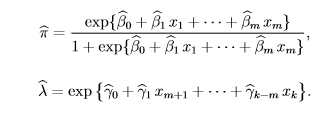 \widehat{\pi} = \frac{\exp\{\widehat{\beta}_0 + \widehat{\beta}_1 x_1 + \cdots + \widehat{\beta}_m x_m\}}{1 + \exp\{\widehat{\beta}_0 + \widehat{\beta}_1 x_1 + \cdots + \widehat{\beta}_m x_m\}},
\widehat{\lambda} = \exp\{\widehat{\gamma}_0 + \widehat{\gamma}_1 x_{m+1} + \cdots + \widehat{\gamma}_{k-m} x_k\}.